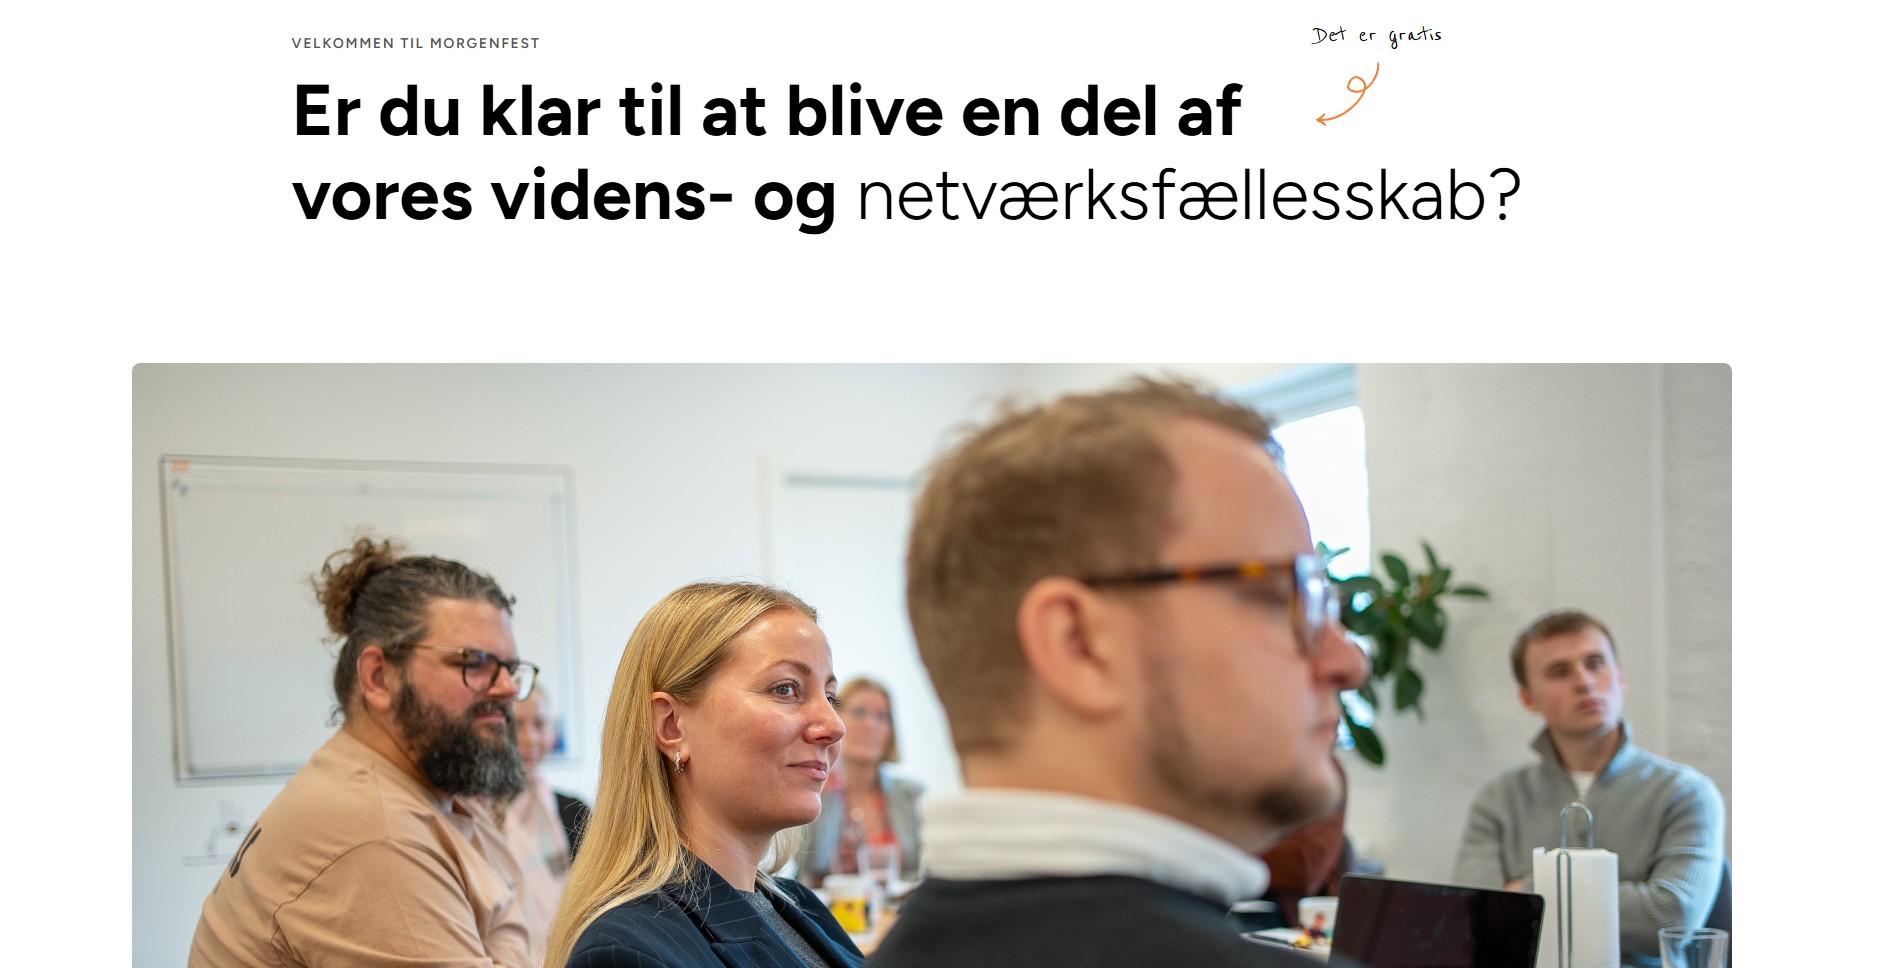 VELKOMMEN TIL MORGENFEST
Det er gratis
Er du klar til at blive en del af
vores videns- og netværksfællesskab?